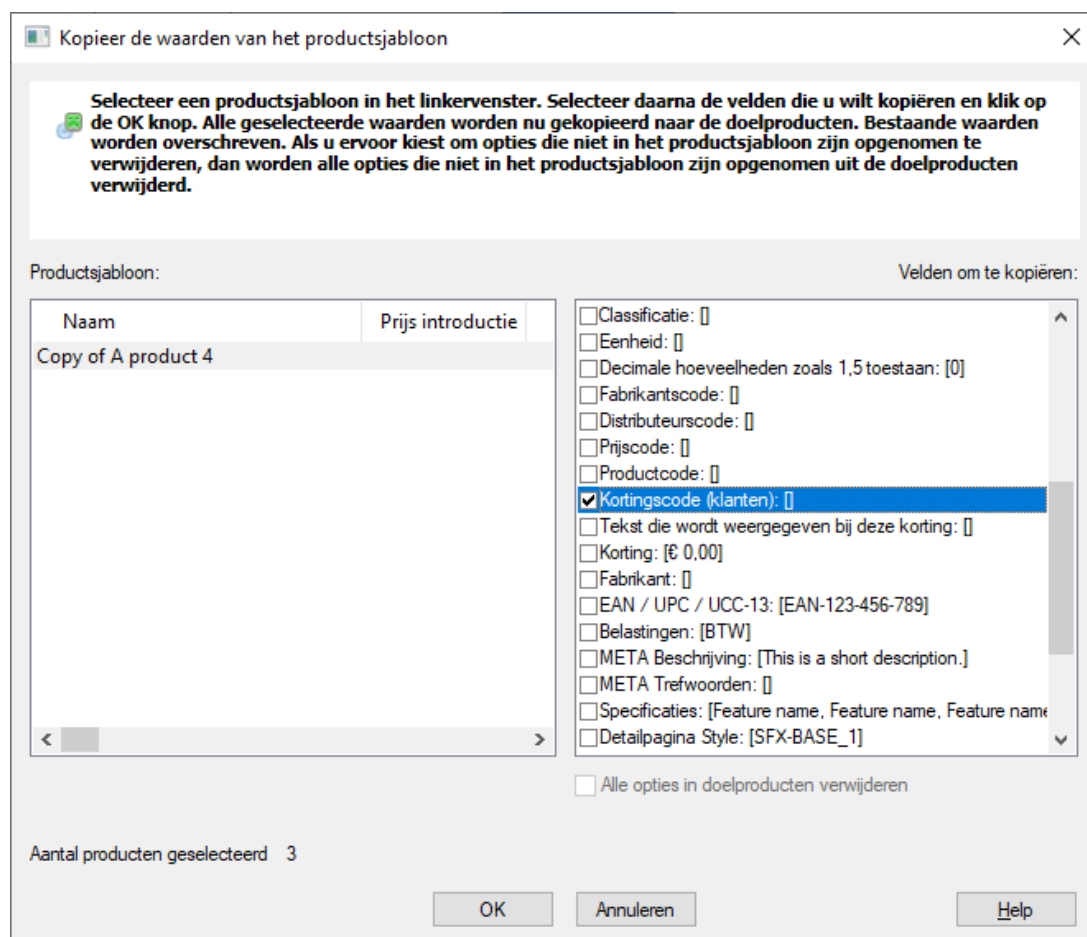 Kopieer de waarden van het productsjabloon
Selecteer een productsjabloon in het linkervenster. Selecteer daarna de velden die u wilt kopiëren en klik op
de OK knop. Alle geselecteerde waarden worden nu gekopieerd naar de doelproducten. Bestaande waarden
worden overschreven. Als u ervoor kiest om opties die niet in het productsjabloon zijn opgenomen te
verwijderen, dan worden alle opties die niet in het productsjabloon zijn opgenomen uit de doelproducten
verwijderd.
Productsjabloon:
Velden om te kopiëren:
Naam Prijs introductie
Copy of A product 4
Classificatie: []
Eenheid: []
Decimale hoeveelheden zoals 1,5 toestaan: [0]
Fabrikantscode: []
Distributeurscode: []
Prijscode: []
Productcode: []
Kortingscode (klanten): []
Tekst die wordt weergegeven bij deze korting: []
Korting: [€ 0,00]
Fabrikant: []
EAN / UPC / UCC-13: [EAN-123-456-789]
Belastingen: [BTW]
META Beschrijving: [This is a short description.]
META Trefwoorden: []
Specificaties: [Feature name, Feature name, Feature name
Detailpagina Style: [SFX-BASE_1]
Alle opties in doelproducten verwijderen
Aantal producten geselecteerd 3
OK Annuleren Help